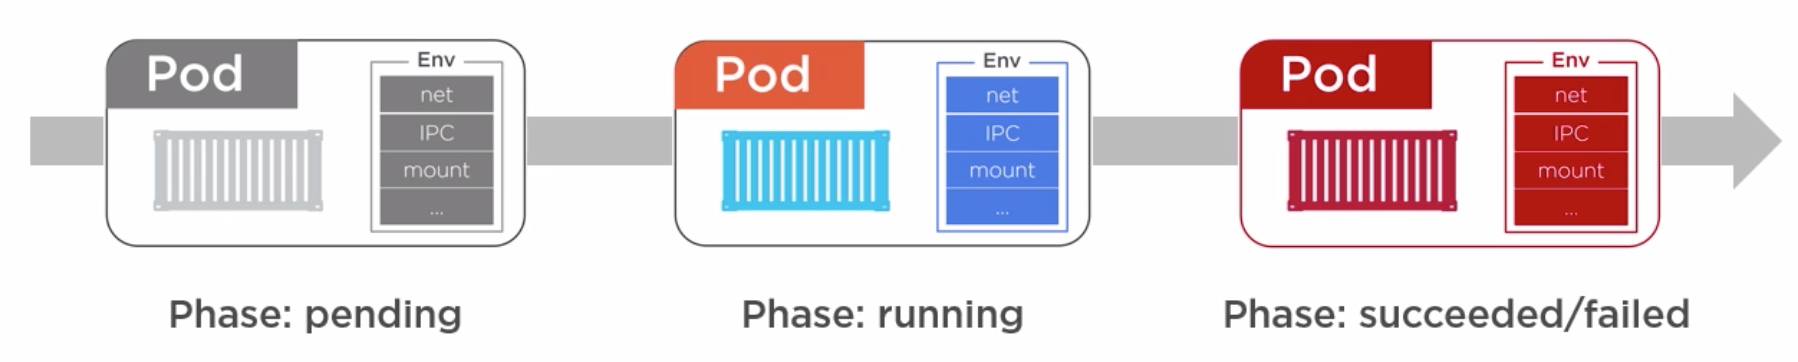 Pod
Env
net
IPC
mount
...
Phase: pending
Pod
Env
net
IPC
mount
...
Phase: running
Pod
Env
net
IPC
mount
...
Phase: succeeded/failed